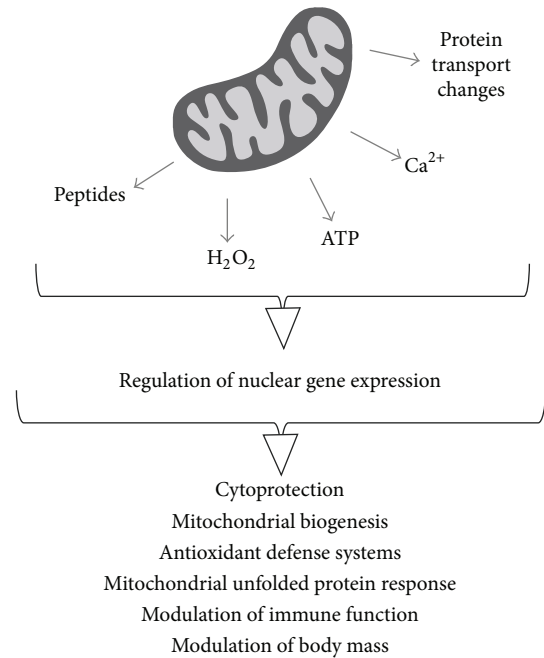 Protein
transport
changes
Ca²⁺
Peptides
ATP
H₂O₂
Regulation of nuclear gene expression
Cytoprotection
Mitochondrial biogenesis
Antioxidant defense systems
Mitochondrial unfolded protein response
Modulation of immune function
Modulation of body mass